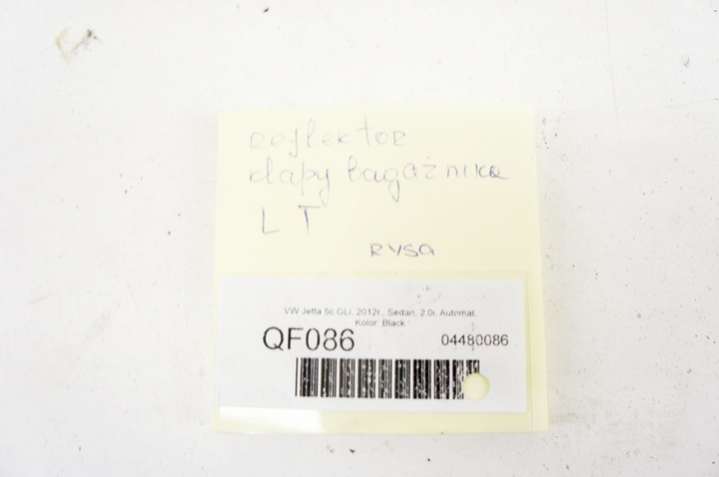 reflektor
klapy bagażnika
L T
RYSA
VW Jetta 5c GLI, 2012r., Sedan, 2.0i, Automat,
Kolor: Black
QF086
04480086